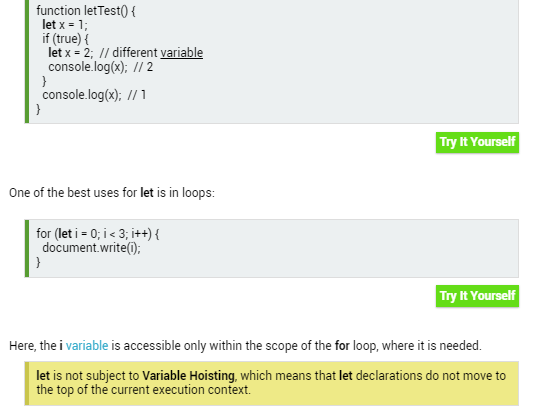 function letTest() {
let x = 1;
if (true) {
let x = 2; // different variable
console.log(x); // 2
}
console.log(x); // 1
}
Try It Yourself
One of the best uses for let is in loops:
for (let i = 0; i < 3; i++) {
document.write(i);
}
Try It Yourself
Here, the i variable is accessible only within the scope of the for loop, where it is needed.
let is not subject to Variable Hoisting, which means that let declarations do not move to
the top of the current execution context.